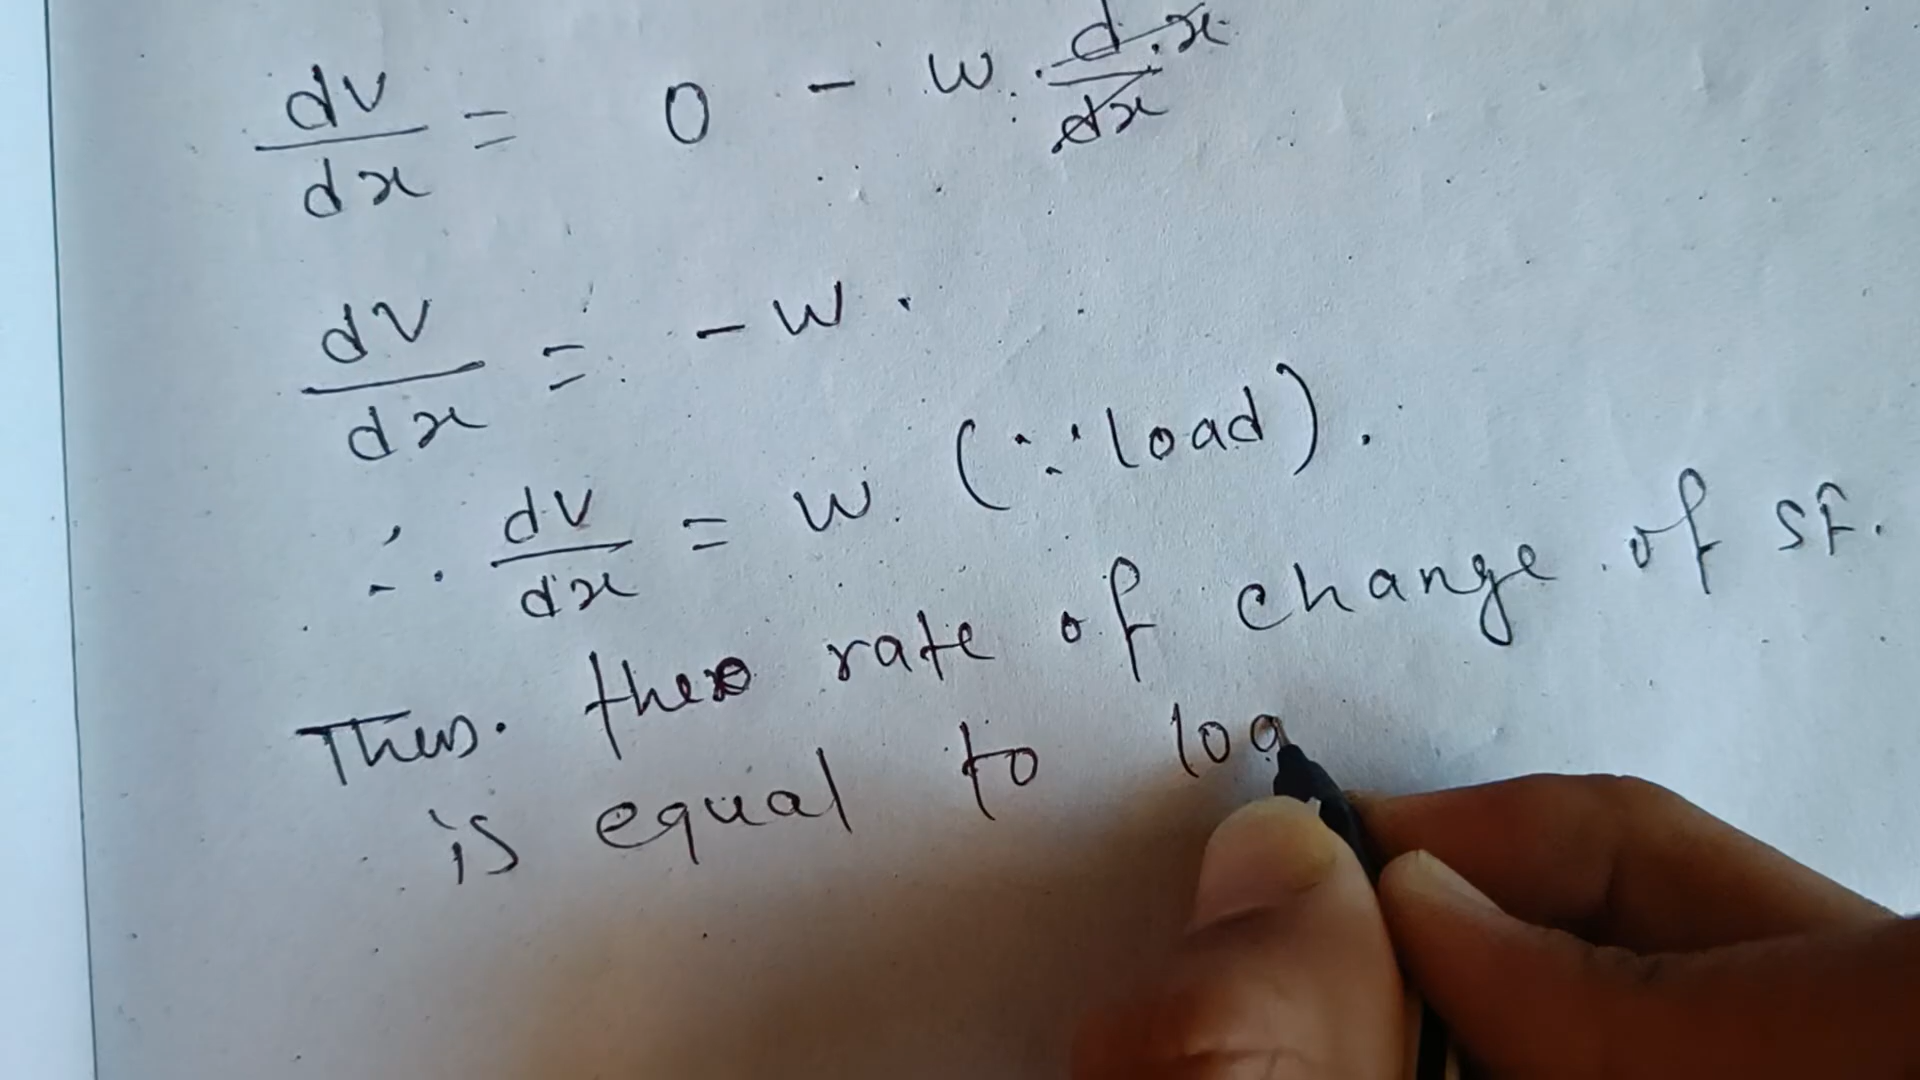 dv/dx = 0 - w. d.x/dx
dv/dx = -w.
∴ dv/dx = w. (∵ load).
Thus. the rate of change of SF.
is equal to loa